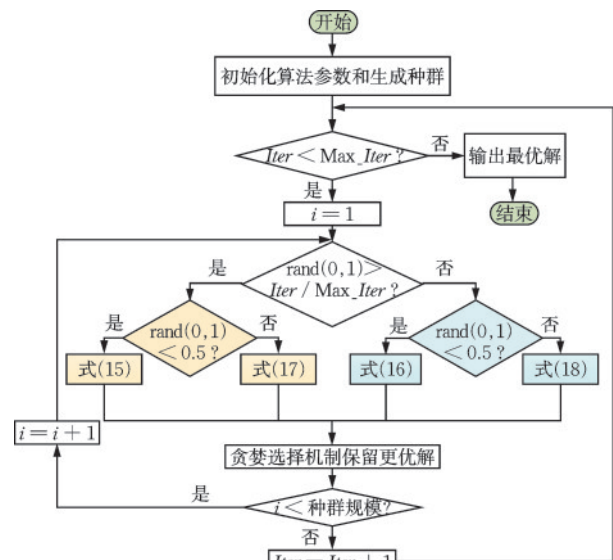 开始
初始化算法参数和生成种群
Iter < Max_Iter?
否
输出最优解
是
结束
i=1
是
rand(0,1)>
Iter / Max_Iter?
否
是
rand(0,1)
<0.5?
否
是
rand(0,1)
<0.5?
否
式(15)
式(17)
式(16)
式(18)
i=i+1
贪婪选择机制保留更优解
是
i<种群规模?
否